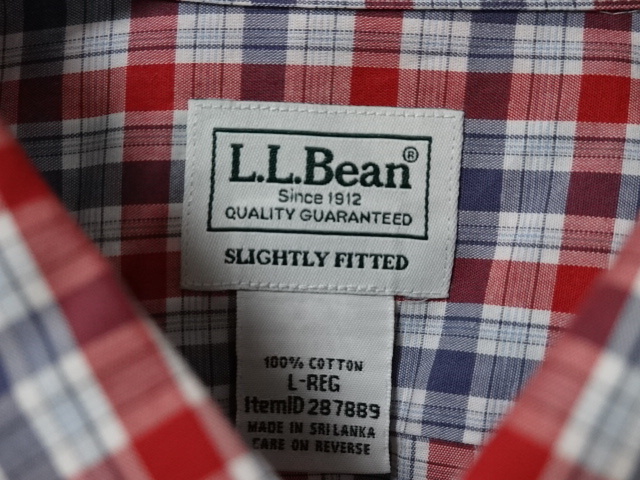 L.L.Bean®
Since 1912
QUALITY GUARANTEED
SLIGHTLY FITTED
100% COTTON
L-REG
ItemID 287889
MADE IN SRI LANKA
CARE ON REVERSE